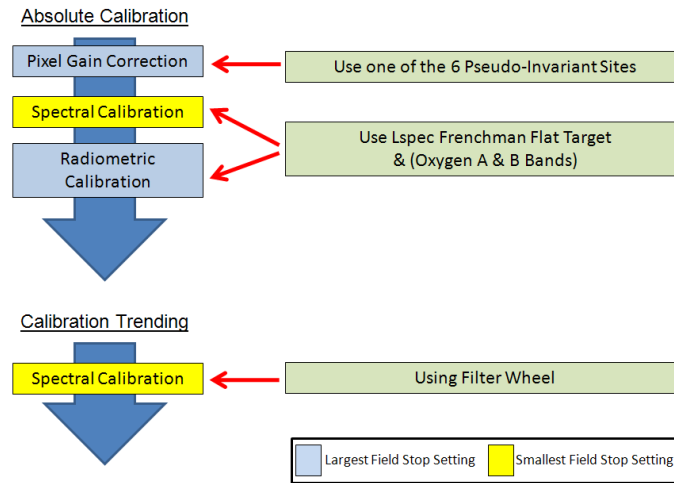 Absolute Calibration
Pixel Gain Correction
Use one of the 6 Pseudo-Invariant Sites
Spectral Calibration
Use Lspec Frenchman Flat Target
& (Oxygen A & B Bands)
Radiometric
Calibration
Calibration Trending
Spectral Calibration
Using Filter Wheel
Largest Field Stop Setting
Smallest Field Stop Setting